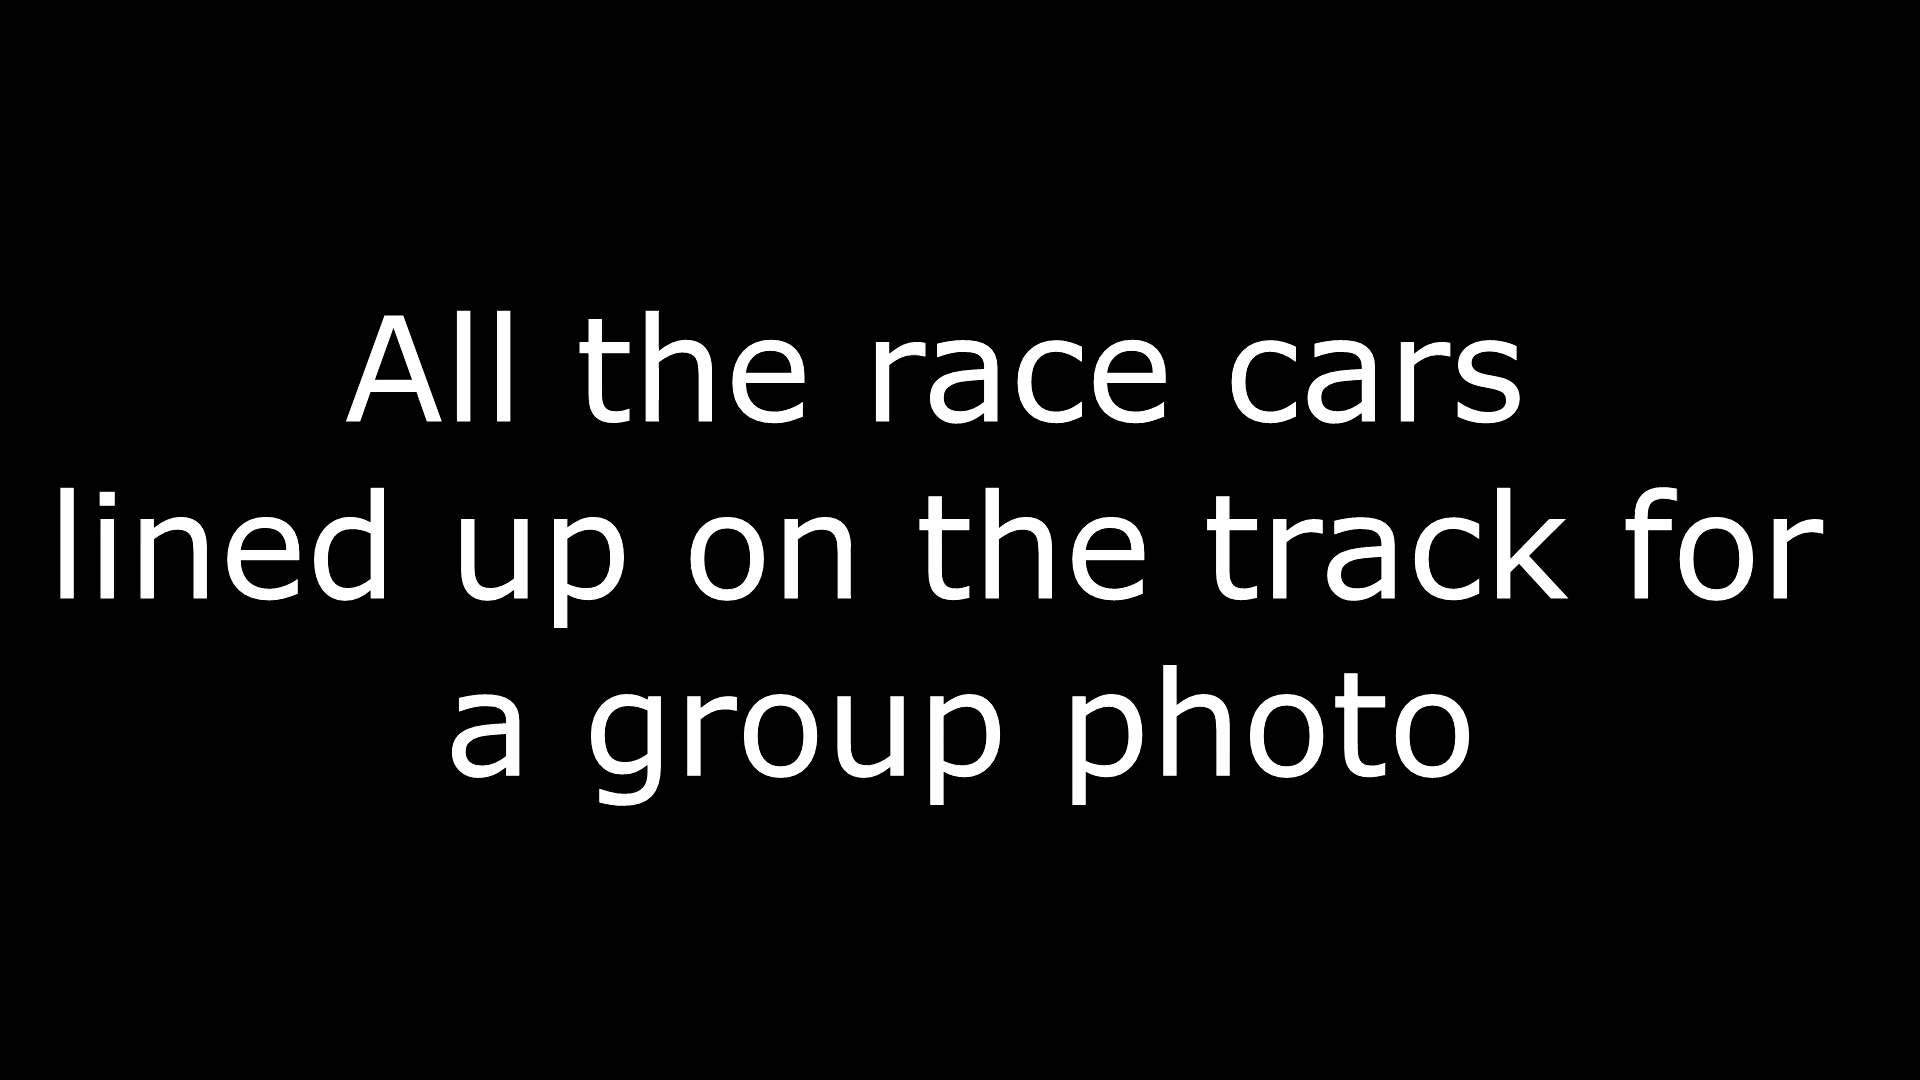 All the race cars
lined up on the track for
a group photo